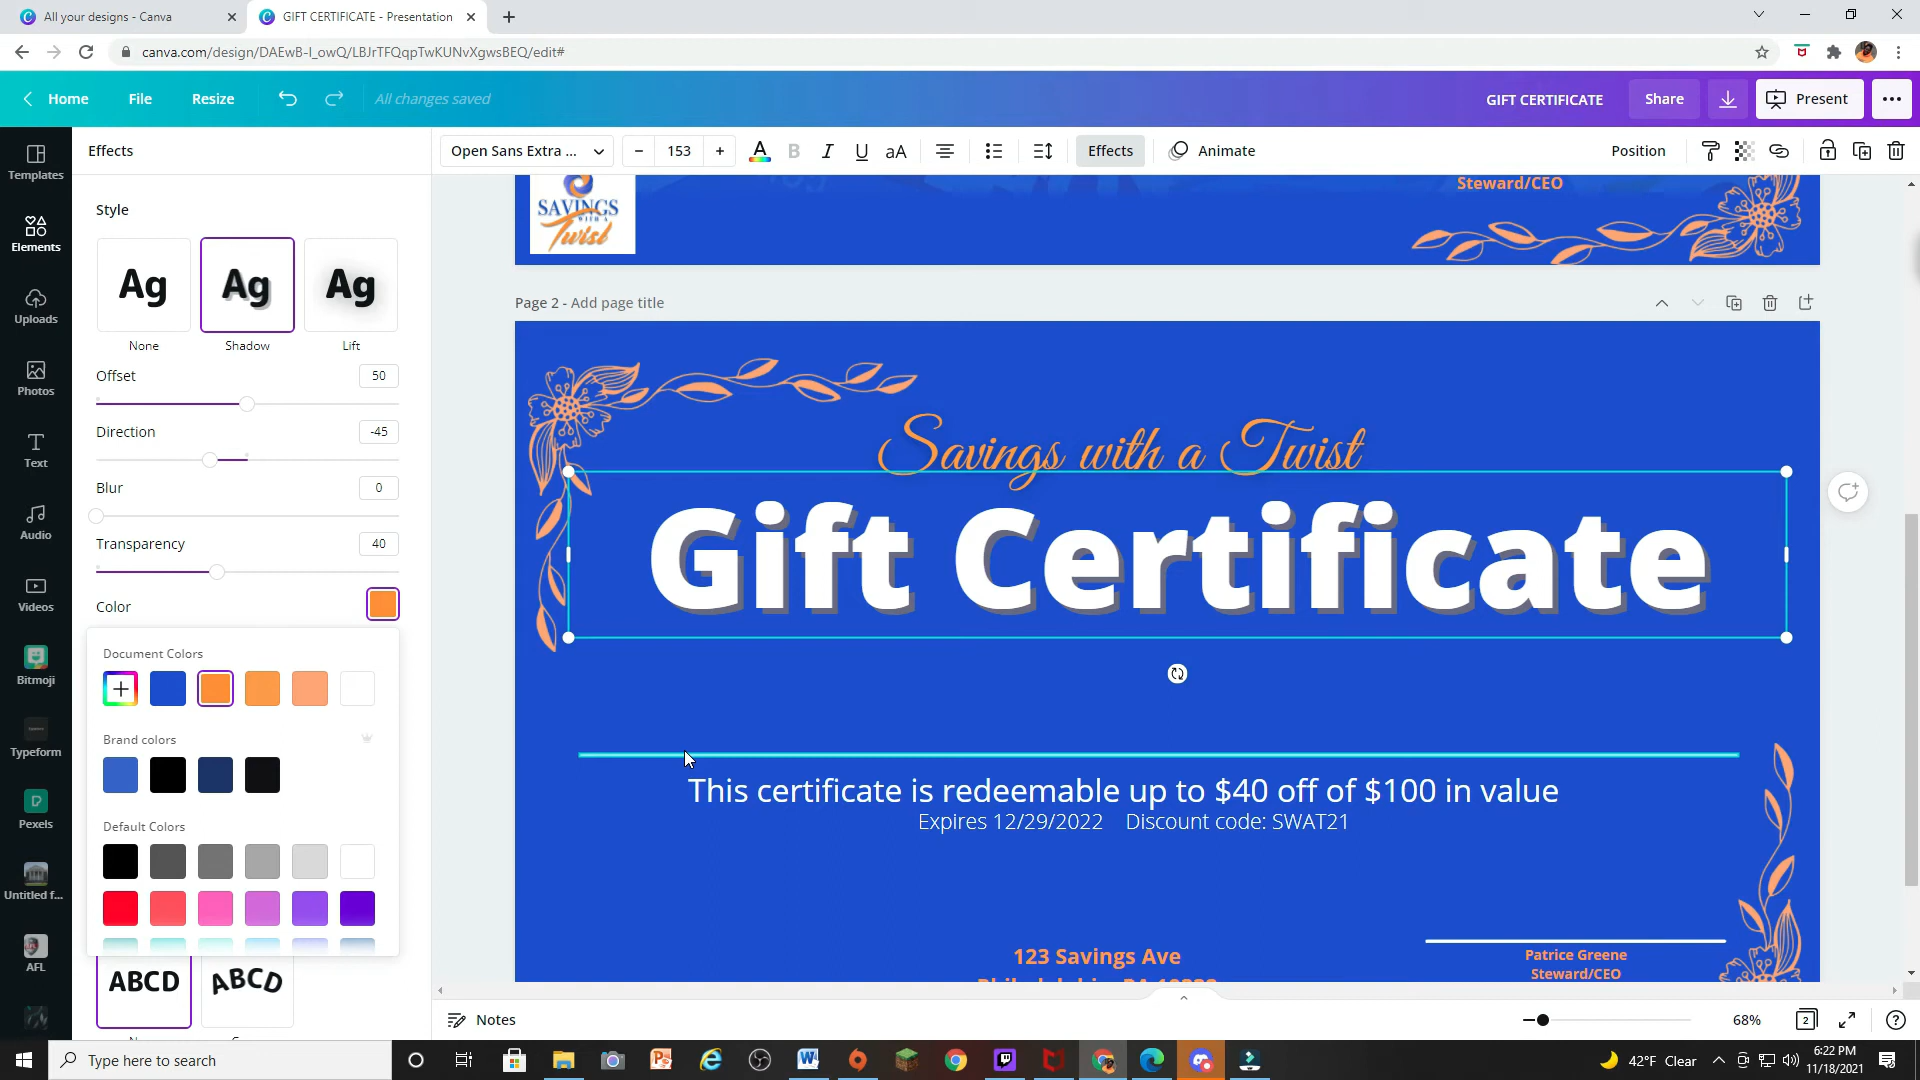 All your designs - Canva
GIFT CERTIFICATE - Presentation
canva.com/design/DAEwB-I_owQ/LBJrTFQqpTwKUNvXgwsBEQ/edit#
Home File Resize All changes saved GIFT CERTIFICATE Share Present
Effects
Open Sans Extra ... 153 A B I U aA Effects Animate Position
Templates
Elements
Uploads
Photos
Text
Audio
Videos
Bitmoji
Typeform
Pexels
Untitled f...
AFL
Style
Ag Ag Ag
None Shadow Lift
Offset 50
Direction -45
Blur 0
Transparency 40
Color
Document Colors
Brand colors
Default Colors
ABCD ABCD
SAVINGS
WITH A
Twist
Steward/CEO
Page 2 - Add page title
Savings with a Twist
Gift Certificate
This certificate is redeemable up to $40 off of $100 in value
Expires 12/29/2022 Discount code: SWAT21
123 Savings Ave
Patrice Greene
Steward/CEO
Notes 68% 2
Type here to search
42°F Clear
6:22 PM
11/18/2021